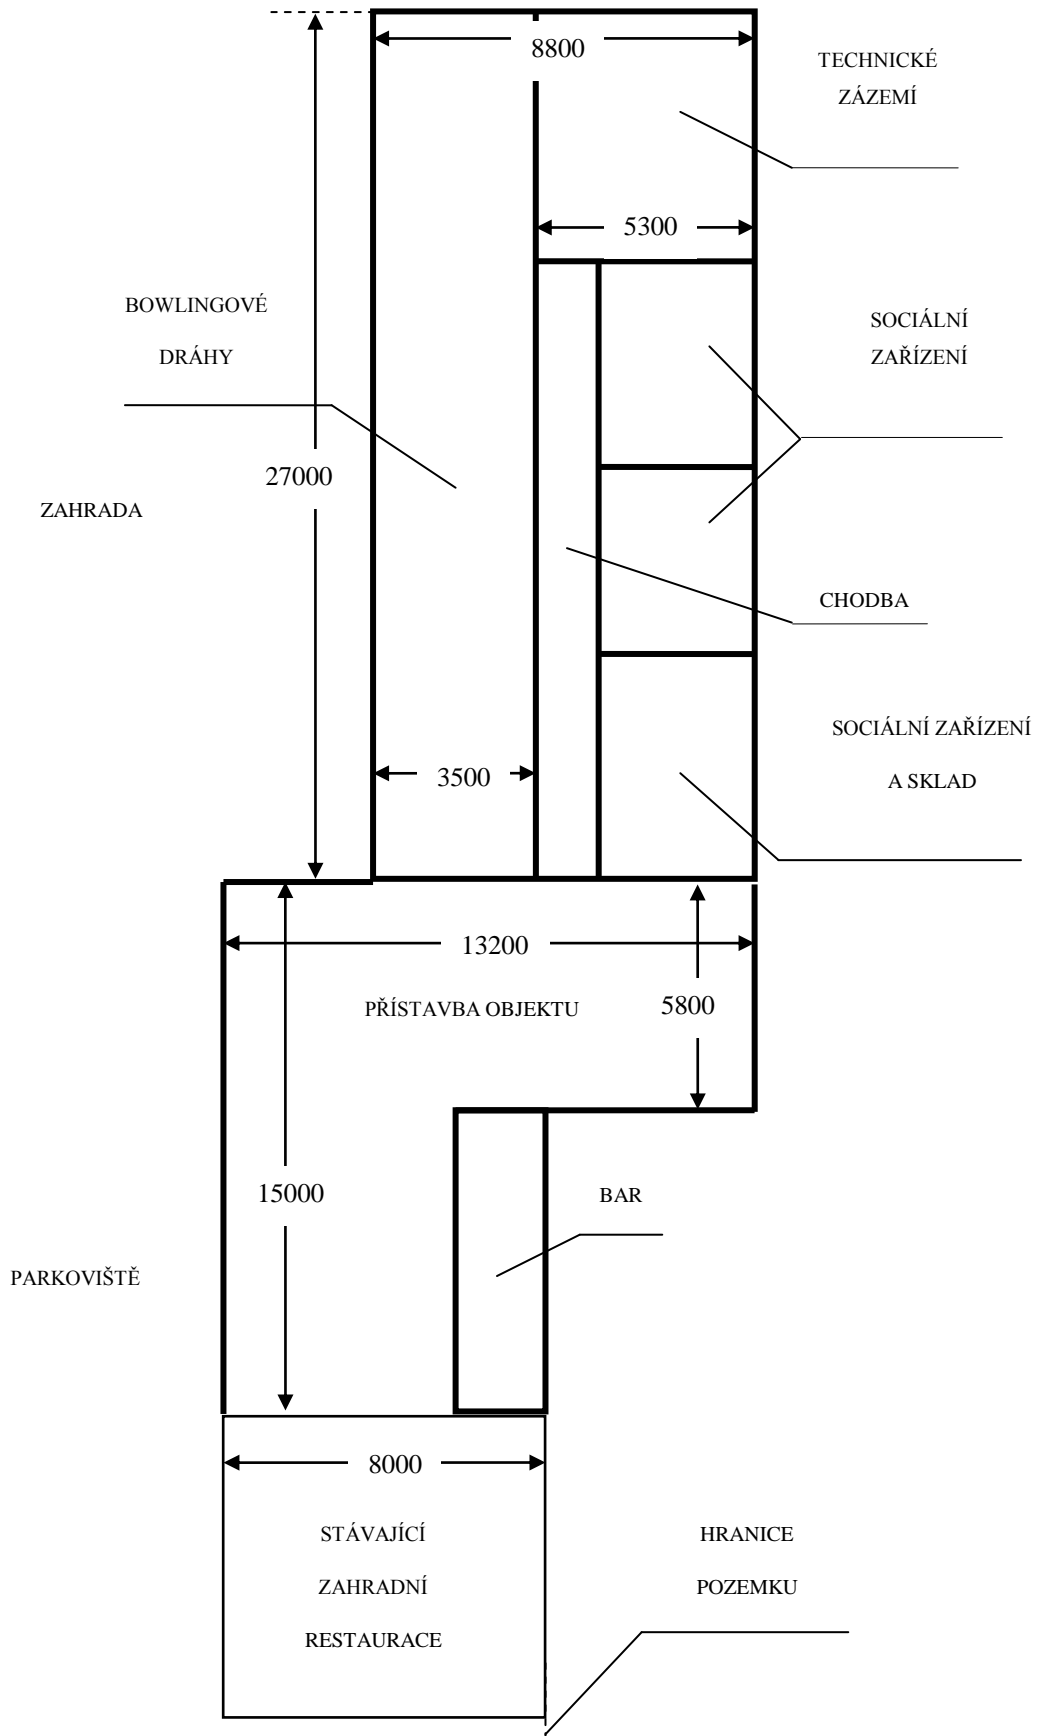 8800
TECHNICKÉ
ZÁZEMÍ
5300
BOWLINGOVÉ
DRÁHY
SOCIÁLNÍ
ZAŘÍZENÍ
27000
ZAHRADA
CHODBA
SOCIÁLNÍ ZAŘÍZENÍ
A SKLAD
3500
13200
PŘÍSTAVBA OBJEKTU
5800
15000
BAR
PARKOVIŠTĚ
8000
STÁVAJÍCÍ
ZAHRADNÍ
RESTAURACE
HRANICE
POZEMKU